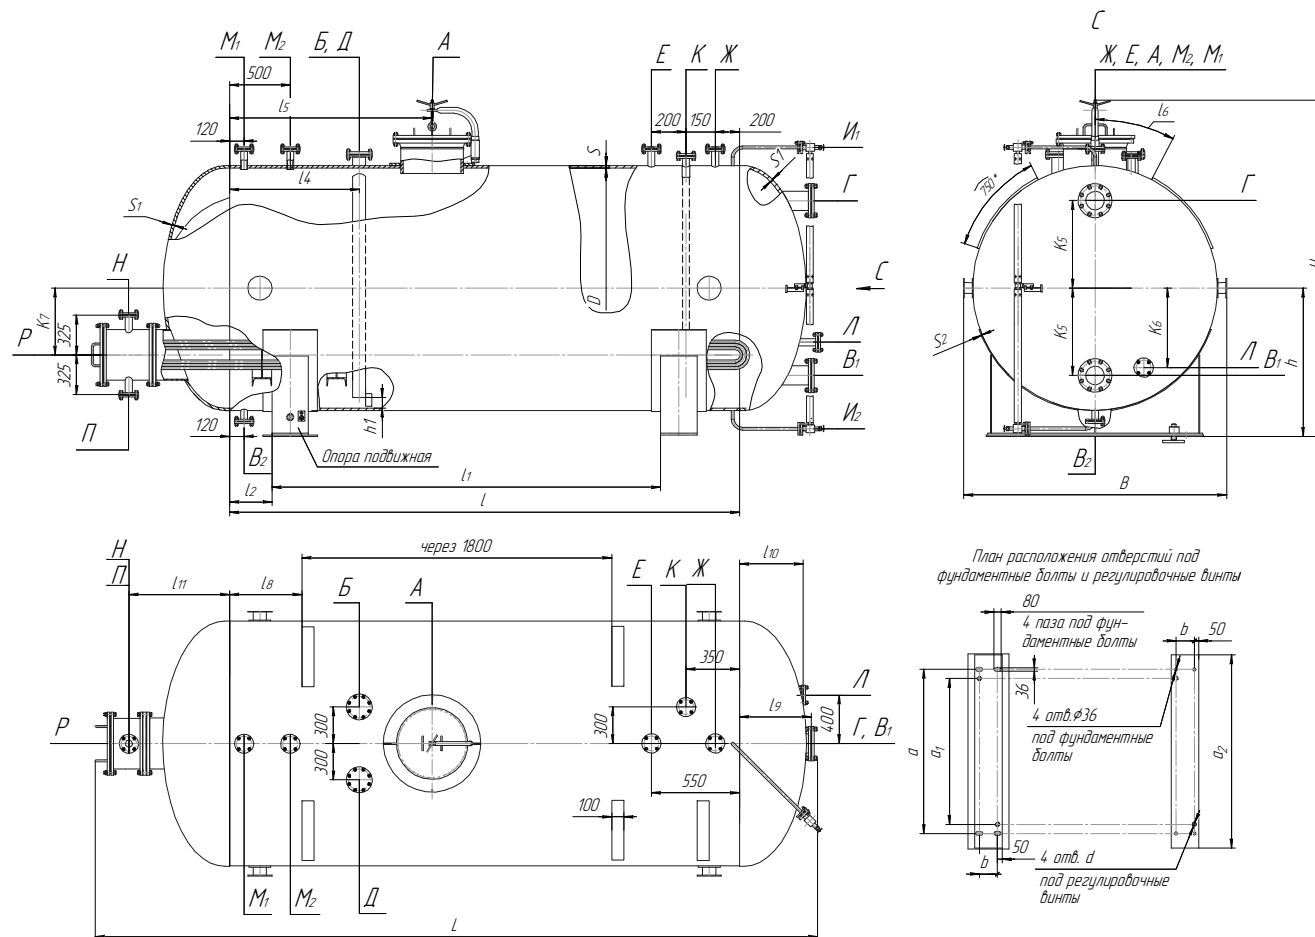 М₁
М₂
Б, Д
А
Е
К
Ж
500
l₅
120
200
150
200
И₁
S
S1
Г
l₄
S₁
Н
С
D
К₇
325
325
Р
Л
В₁
h1
П
120
В₂
Опора подвижная
И₂
l₂
l₁
l
С
Ж, Е, А, М₂, М₁
l₆
750*
Г
К₅
К₅
К₆
S₂
Л
В₁
h
В₂
В
Н
П
через 1800
l₁₁
l₈
l₁₀
Б
А
Е
К
Ж
350
Л
l₉
300
300
300
400
Р
Г, В₁
550
100
М₁
М₂
Д
L
План расположения отверстий под
фундаментные болты и регулировочные винты
80
4 паза под фун-
даментные болты
b
50
36
4 отв.ϕ36
под фундаментные
болты
a
a₁
a₂
50
b
4 отв. d
под регулировочные
винты